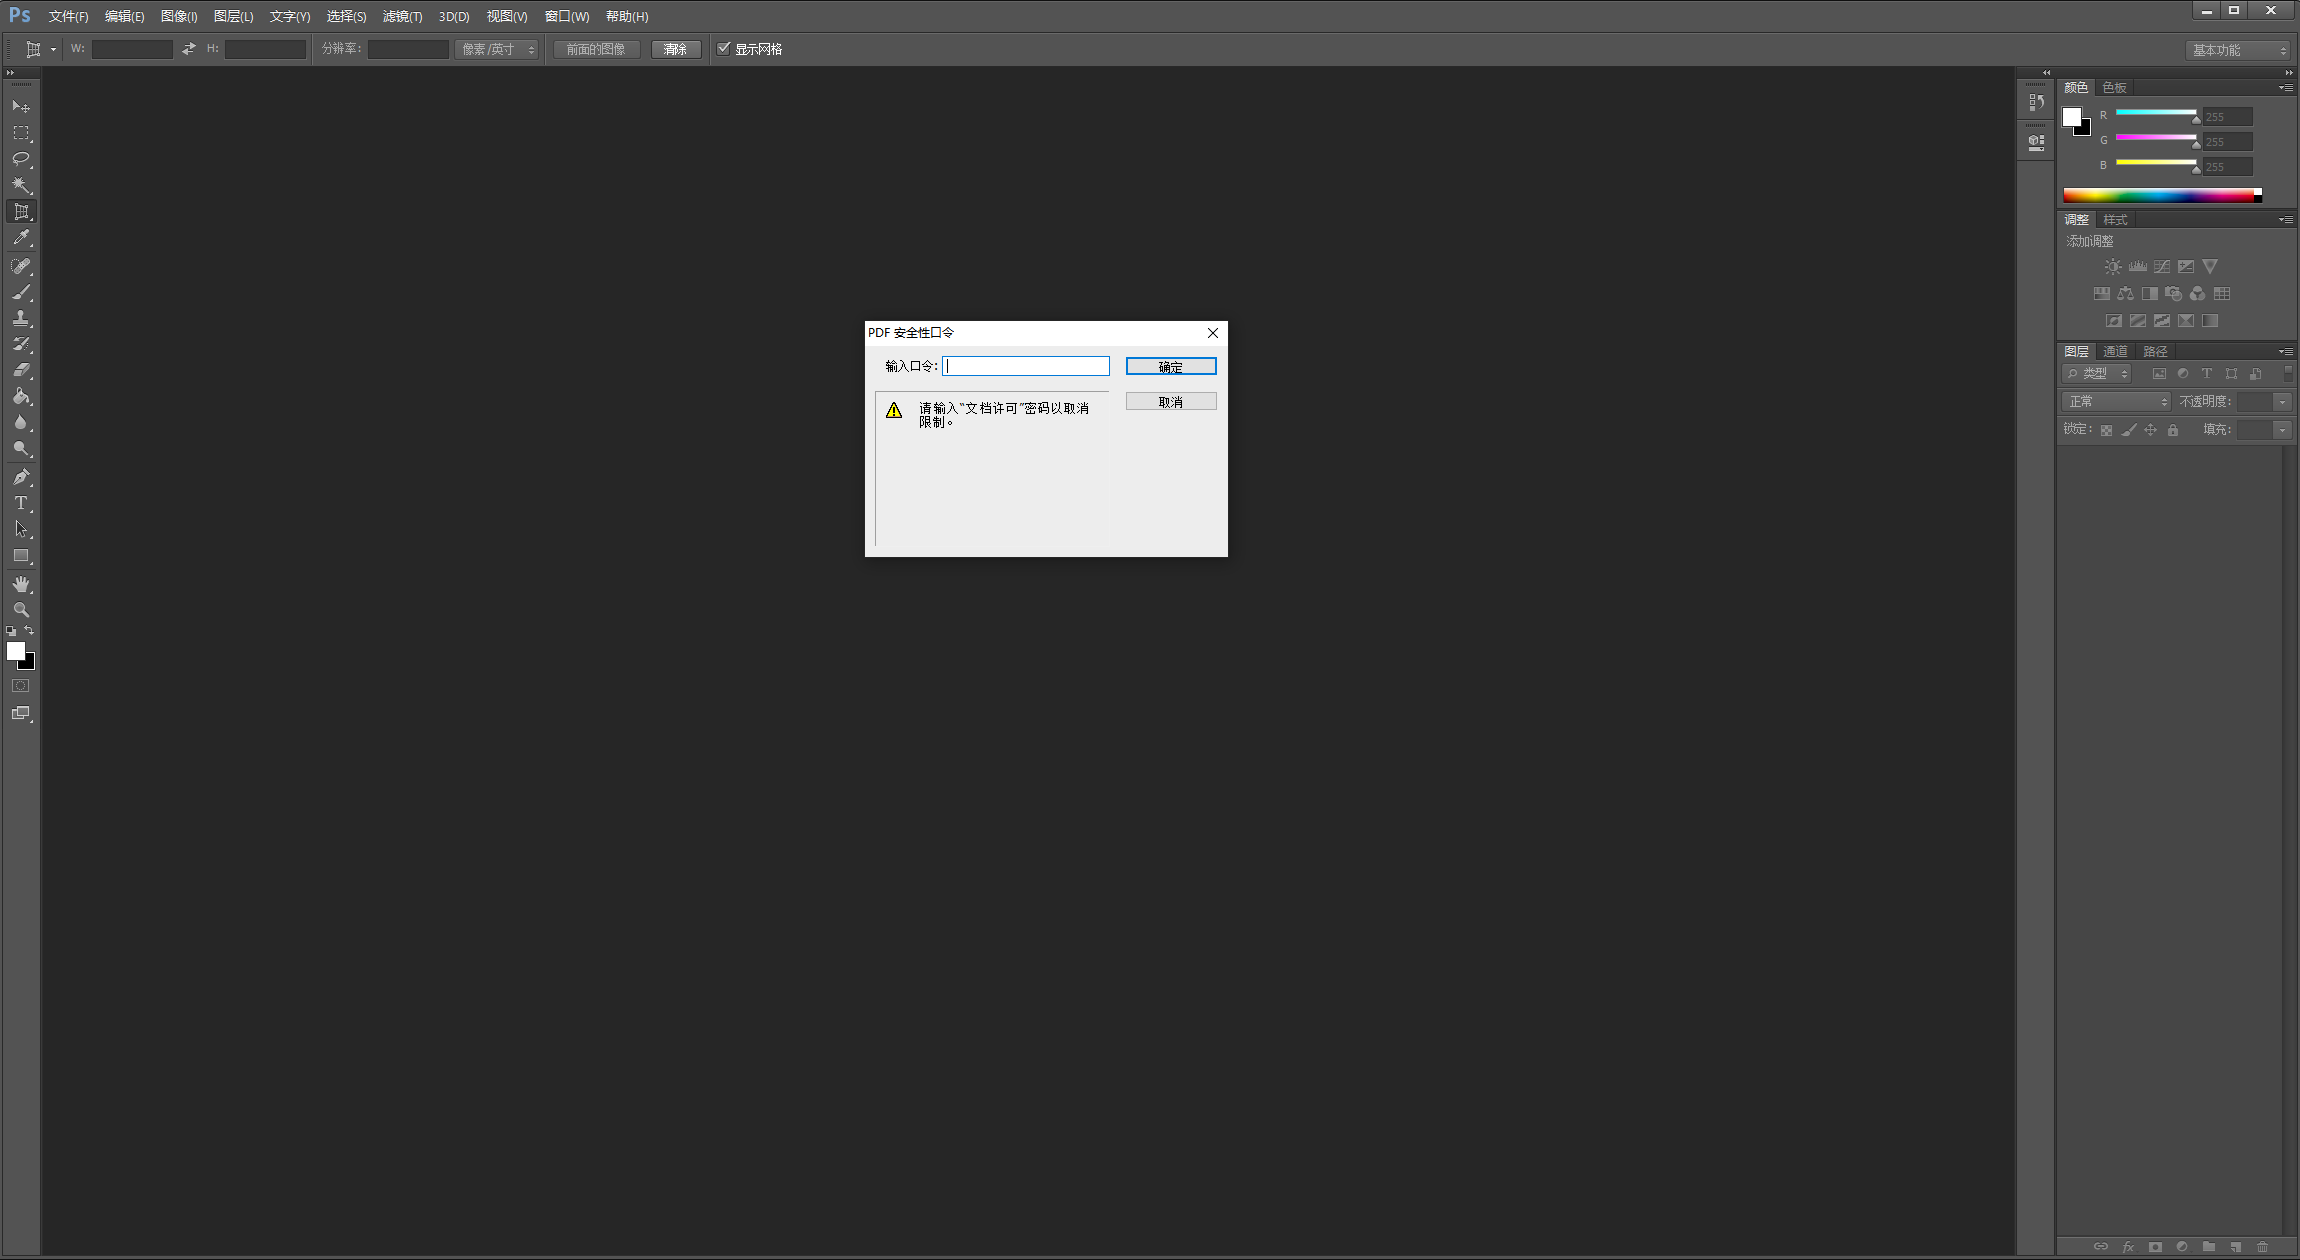 Ps 文件(F) 编辑(E) 图像(I) 图层(L) 文字(Y) 选择(S) 滤镜(T) 3D(D) 视图(V) 窗口(W) 帮助(H)
W: H: 分辨率: 像素/英寸 前面的图像 清除 显示网格 基本功能
颜色 色板
R 255
G 255
B 255
调整 样式
添加调整
PDF 安全性口令
输入口令: 确定
请输入“文档许可”密码以取消
限制。
取消
图层 通道 路径
类型
正常 不透明度:
锁定: 填充:
T
fx